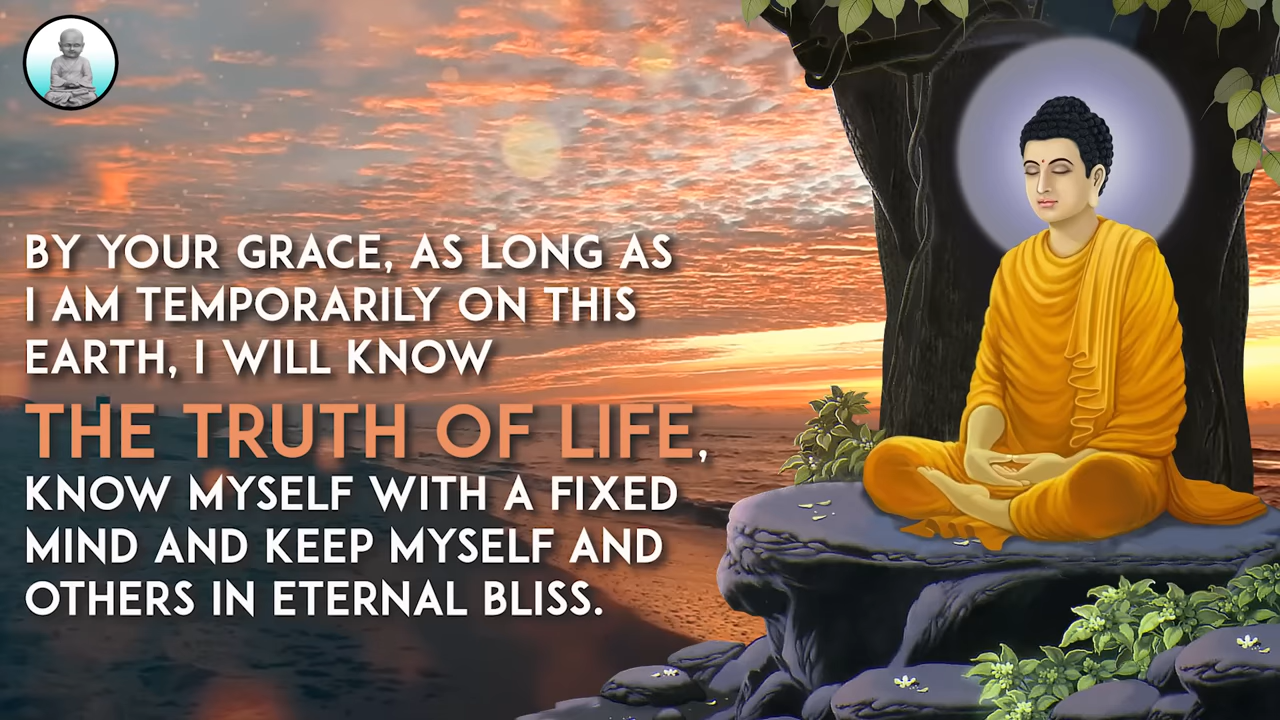 BY YOUR GRACE, AS LONG AS
I AM TEMPORARILY ON THIS
EARTH, I WILL KNOW
THE TRUTH OF LIFE,
KNOW MYSELF WITH A FIXED
MIND AND KEEP MYSELF AND
OTHERS IN ETERNAL BLISS.